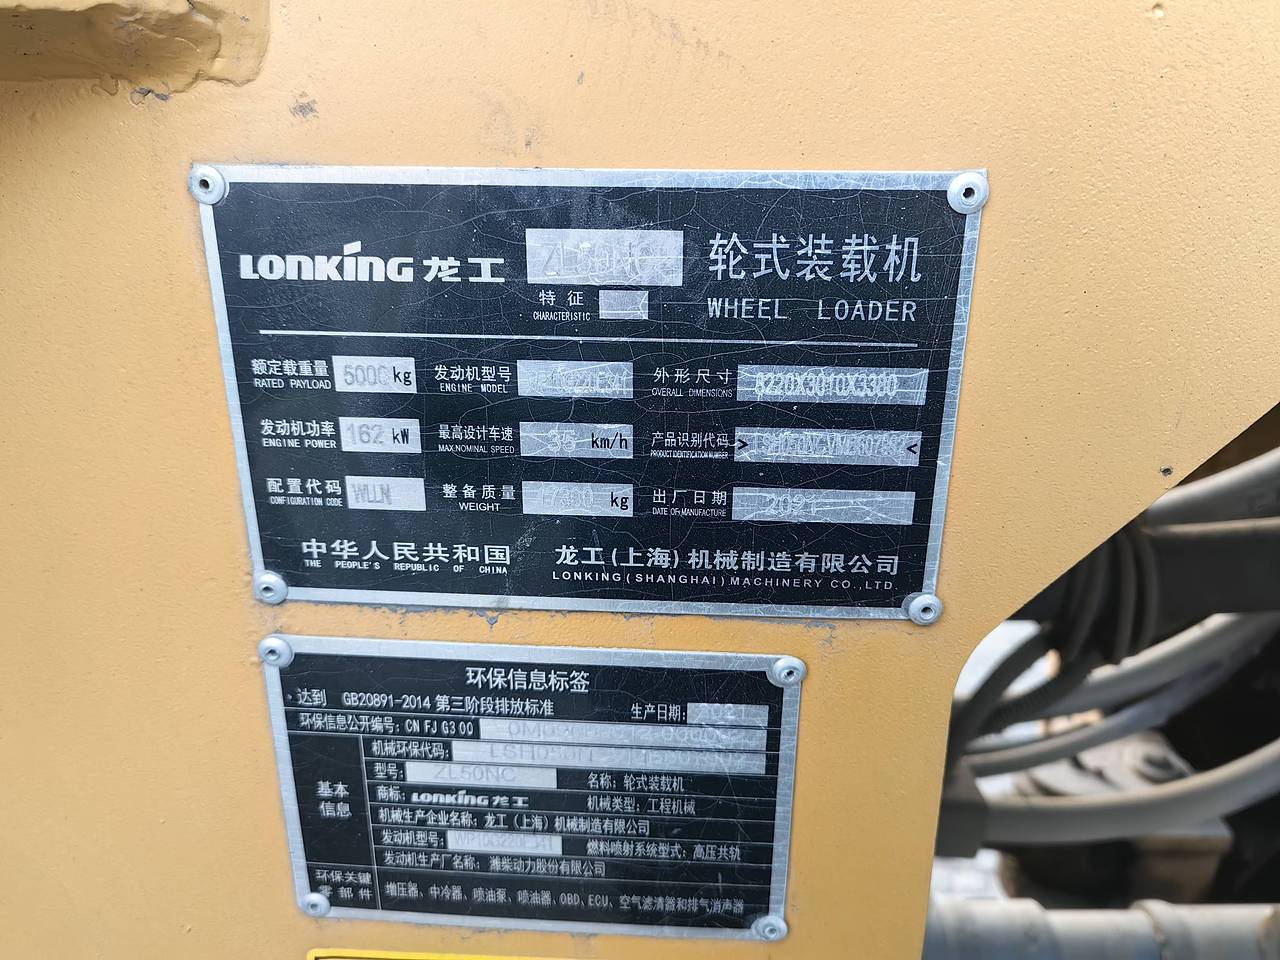 LONKING 龙工 ZL50NC 轮式装载机
特征
CHARACTERISTIC
WHEEL LOADER
额定载重量 5000 kg 发动机型号 外形尺寸 8220X3010X3380
RATED PAYLOAD ENGINE MODEL OVERALL DIMENSIONS
发动机功率 162 kW 最高设计车速 35 km/h 产品识别代码 > <
ENGINE POWER MAX.NOMINAL SPEED PRODUCT IDENTIFICATION NUMBER
配置代码 WLLN 整备质量 kg 出厂日期 2021
CONFIGURATION CODE WEIGHT DATE OF MANUFACTURE
中华人民共和国 龙工(上海)机械制造有限公司
THE PEOPLE'S REPUBLIC OF CHINA LONKING(SHANGHAI)MACHINERY CO.,LTD.
环保信息标签
达到 GB20891-2014 第三阶段排放标准 生产日期: 2021
环保信息公开编号: CN FJ G3 00
机械环保代码:
型号: ZL50NC 名称: 轮式装载机
商标: LONKING 龙工 机械类型: 工程机械
机械生产企业名称: 龙工(上海)机械制造有限公司
发动机型号: 燃料喷射系统型式: 高压共轨
发动机生产厂名称: 潍柴动力股份有限公司
基本信息
环保关键零部件 增压器、中冷器、喷油泵、喷油器、OBD、ECU、空气滤清器和排气消声器